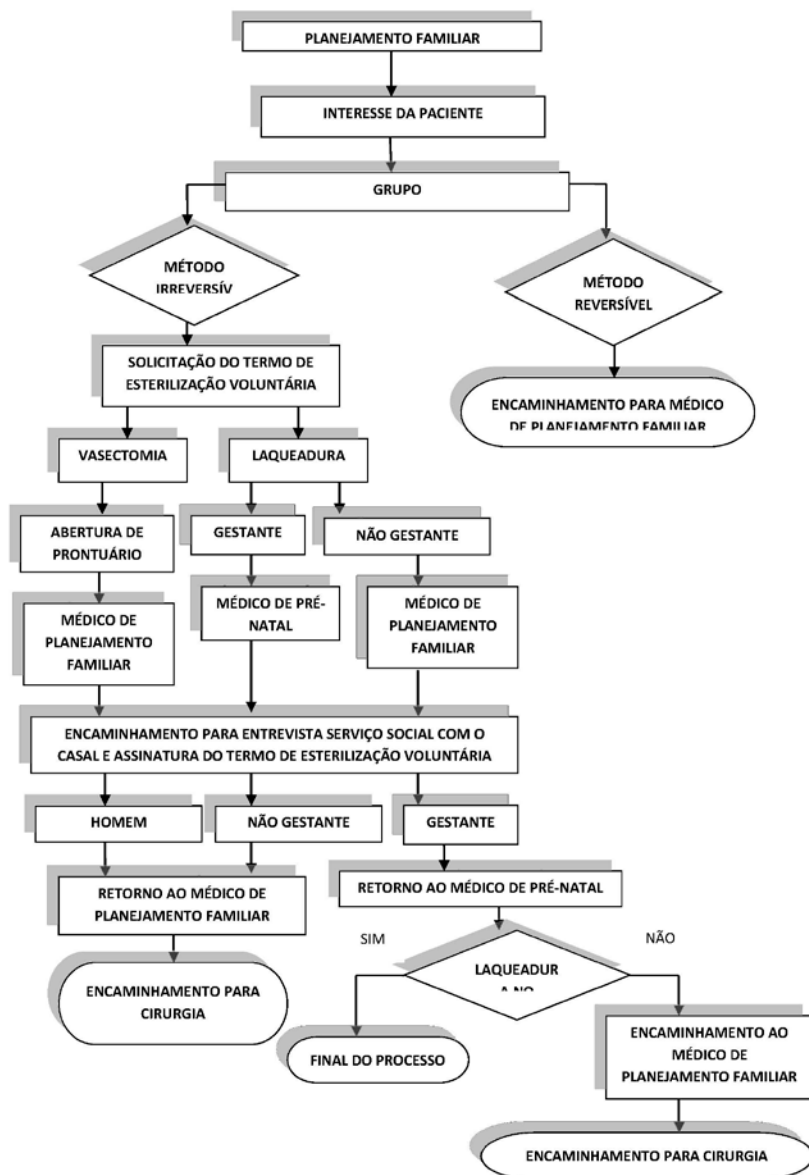 PLANEJAMENTO FAMILIAR
INTERESSE DA PACIENTE
GRUPO
MÉTODO
IRREVERSÍV
MÉTODO
REVERSÍVEL
SOLICITAÇÃO DO TERMO DE
ESTERILIZAÇÃO VOLUNTÁRIA
ENCAMINHAMENTO PARA MÉDICO
DE PLANEJAMENTO FAMILIAR
VASECTOMIA
LAQUEADURA
ABERTURA DE
PRONTUÁRIO
GESTANTE
NÃO GESTANTE
MÉDICO DE
PLANEJAMENTO
FAMILIAR
MÉDICO DE PRÉ-
NATAL
MÉDICO DE
PLANEJAMENTO
FAMILIAR
ENCAMINHAMENTO PARA ENTREVISTA SERVIÇO SOCIAL COM O
CASAL E ASSINATURA DO TERMO DE ESTERILIZAÇÃO VOLUNTÁRIA
HOMEM
NÃO GESTANTE
GESTANTE
RETORNO AO MÉDICO DE
PLANEJAMENTO FAMILIAR
RETORNO AO MÉDICO DE PRÉ-NATAL
SIM
NÃO
LAQUEADUR
A NO
ENCAMINHAMENTO PARA
CIRURGIA
FINAL DO PROCESSO
ENCAMINHAMENTO AO
MÉDICO DE
PLANEJAMENTO FAMILIAR
ENCAMINHAMENTO PARA CIRURGIA